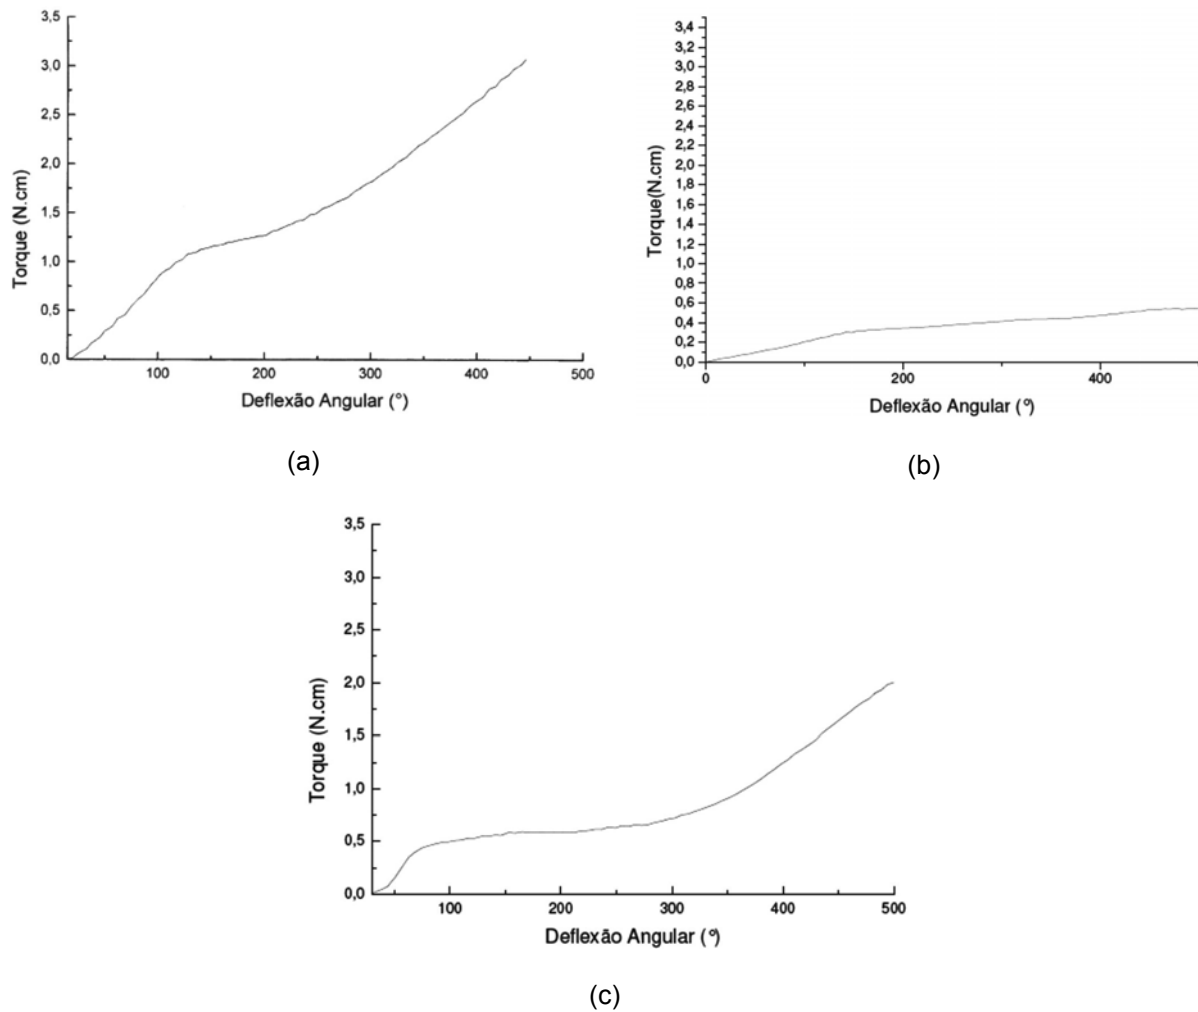 3,5
3,0
2,5
2,0
1,5
1,0
0,5
0,0
Torque (N.cm)
100 200 300 400 500
Deflexão Angular (°)
(a)
3,4
3,2
3,0
2,8
2,6
2,4
2,2
2,0
1,8
1,6
1,4
1,2
1,0
0,8
0,6
0,4
0,2
0,0
Torque(N.cm)
0 200 400
Deflexão Angular (°)
(b)
3,5
3,0
2,5
2,0
1,5
1,0
0,5
0,0
Torque (N.cm)
100 200 300 400 500
Deflexão Angular (°)
(c)